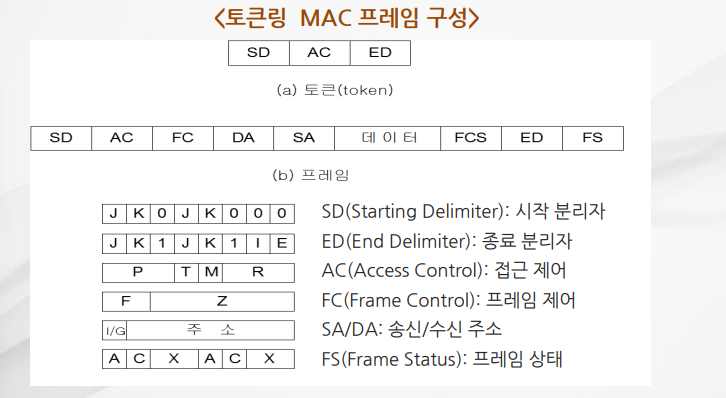 <토큰링 MAC 프레임 구성>
SD AC ED
(a) 토큰(token)
SD AC FC DA SA 데이터 FCS ED FS
(b) 프레임
J K 0 J K 0 0 0 SD(Starting Delimiter): 시작 분리자
J K 1 J K 1 I E ED(End Delimiter): 종료 분리자
P T M R AC(Access Control): 접근 제어
F Z FC(Frame Control): 프레임 제어
I/G 주 소 SA/DA: 송신/수신 주소
A C X A C X FS(Frame Status): 프레임 상태